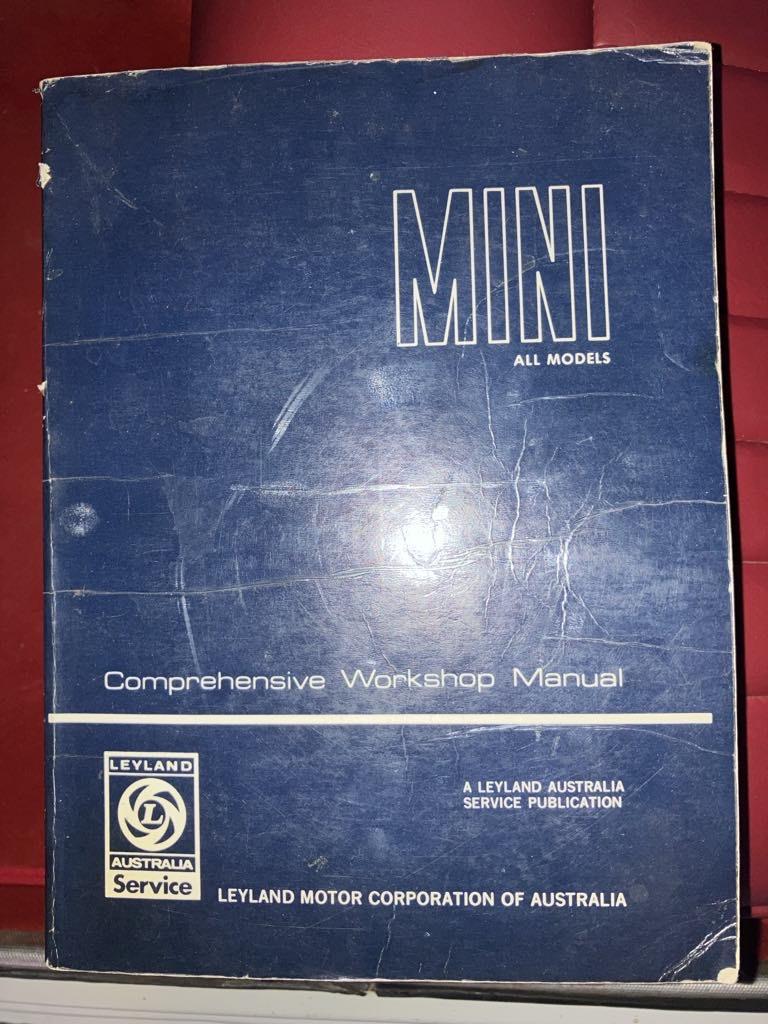 MINI
ALL MODELS
Comprehensive Workshop Manual
LEYLAND
L
AUSTRALIA
Service
A LEYLAND AUSTRALIA
SERVICE PUBLICATION
LEYLAND MOTOR CORPORATION OF AUSTRALIA